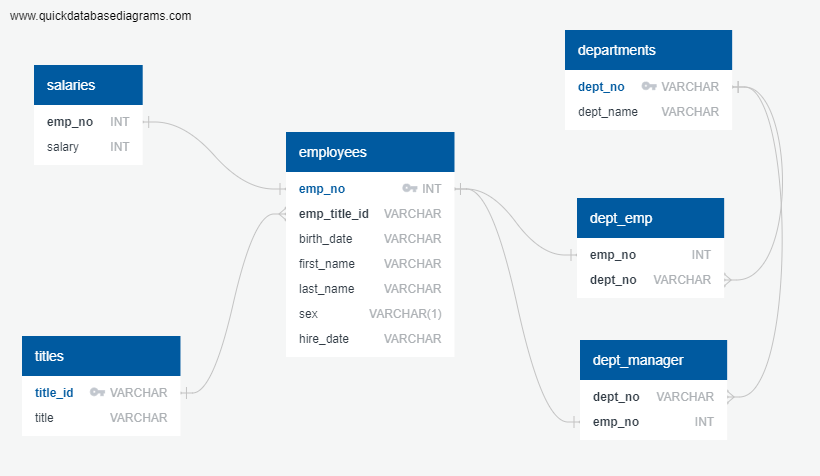 www.quickdatabasediagrams.com
salaries
emp_no INT
salary INT
employees
emp_no INT
emp_title_id VARCHAR
birth_date VARCHAR
first_name VARCHAR
last_name VARCHAR
sex VARCHAR(1)
hire_date VARCHAR
titles
title_id VARCHAR
title VARCHAR
departments
dept_no VARCHAR
dept_name VARCHAR
dept_emp
emp_no INT
dept_no VARCHAR
dept_manager
dept_no VARCHAR
emp_no INT